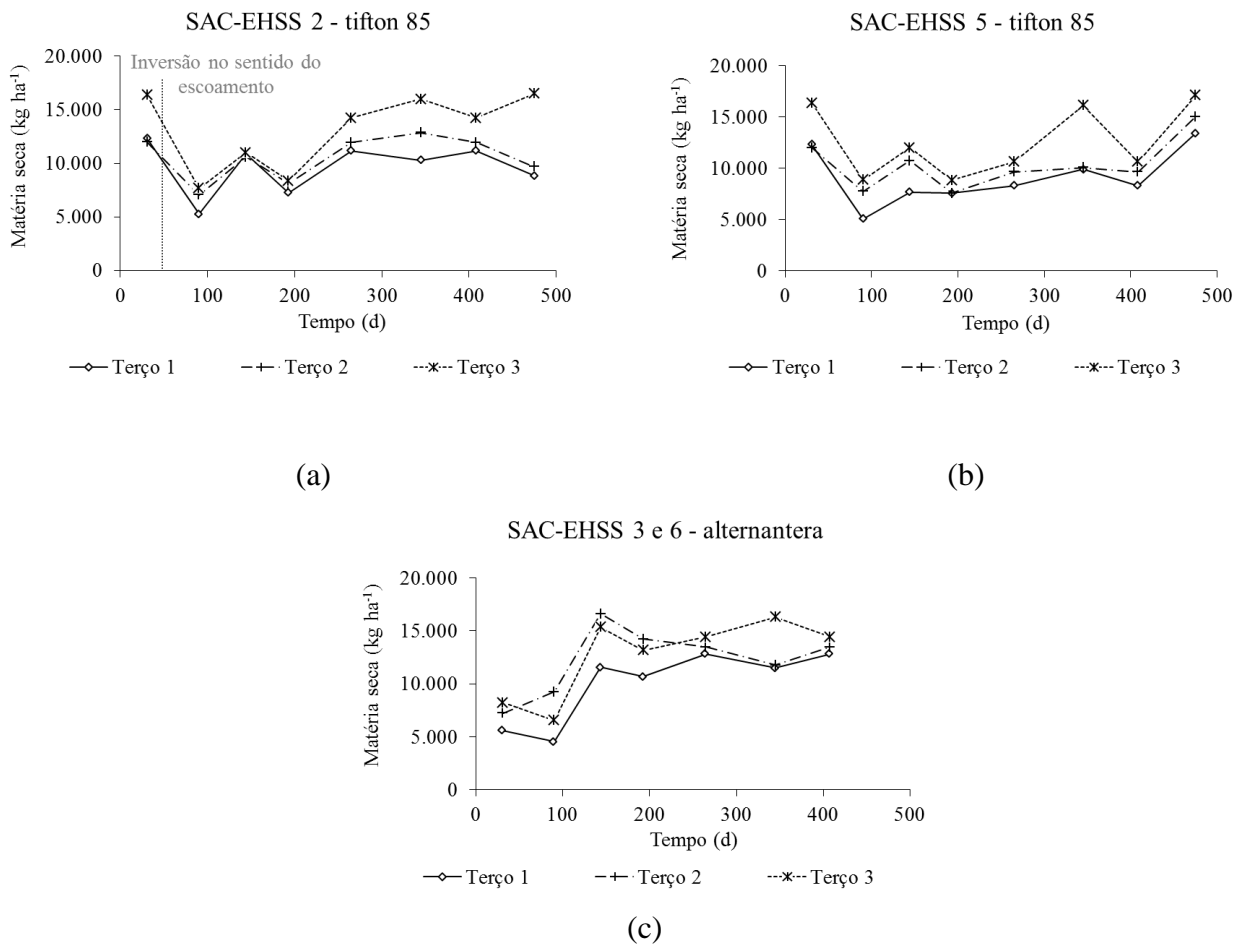 SAC-EHSS 2 - tifton 85
Matéria seca (kg ha⁻¹)
20.000
15.000
10.000
5.000
0
Inversão no sentido do
escoamento
0 100 200 300 400 500
Tempo (d)
Terço 1 Terço 2 Terço 3
(a)
SAC-EHSS 5 - tifton 85
Matéria seca (kg ha⁻¹)
20.000
15.000
10.000
5.000
0
0 100 200 300 400 500
Tempo (d)
Terço 1 Terço 2 Terço 3
(b)
SAC-EHSS 3 e 6 - alternantera
Matéria seca (kg ha⁻¹)
20.000
15.000
10.000
5.000
0
0 100 200 300 400 500
Tempo (d)
Terço 1 Terço 2 Terço 3
(c)